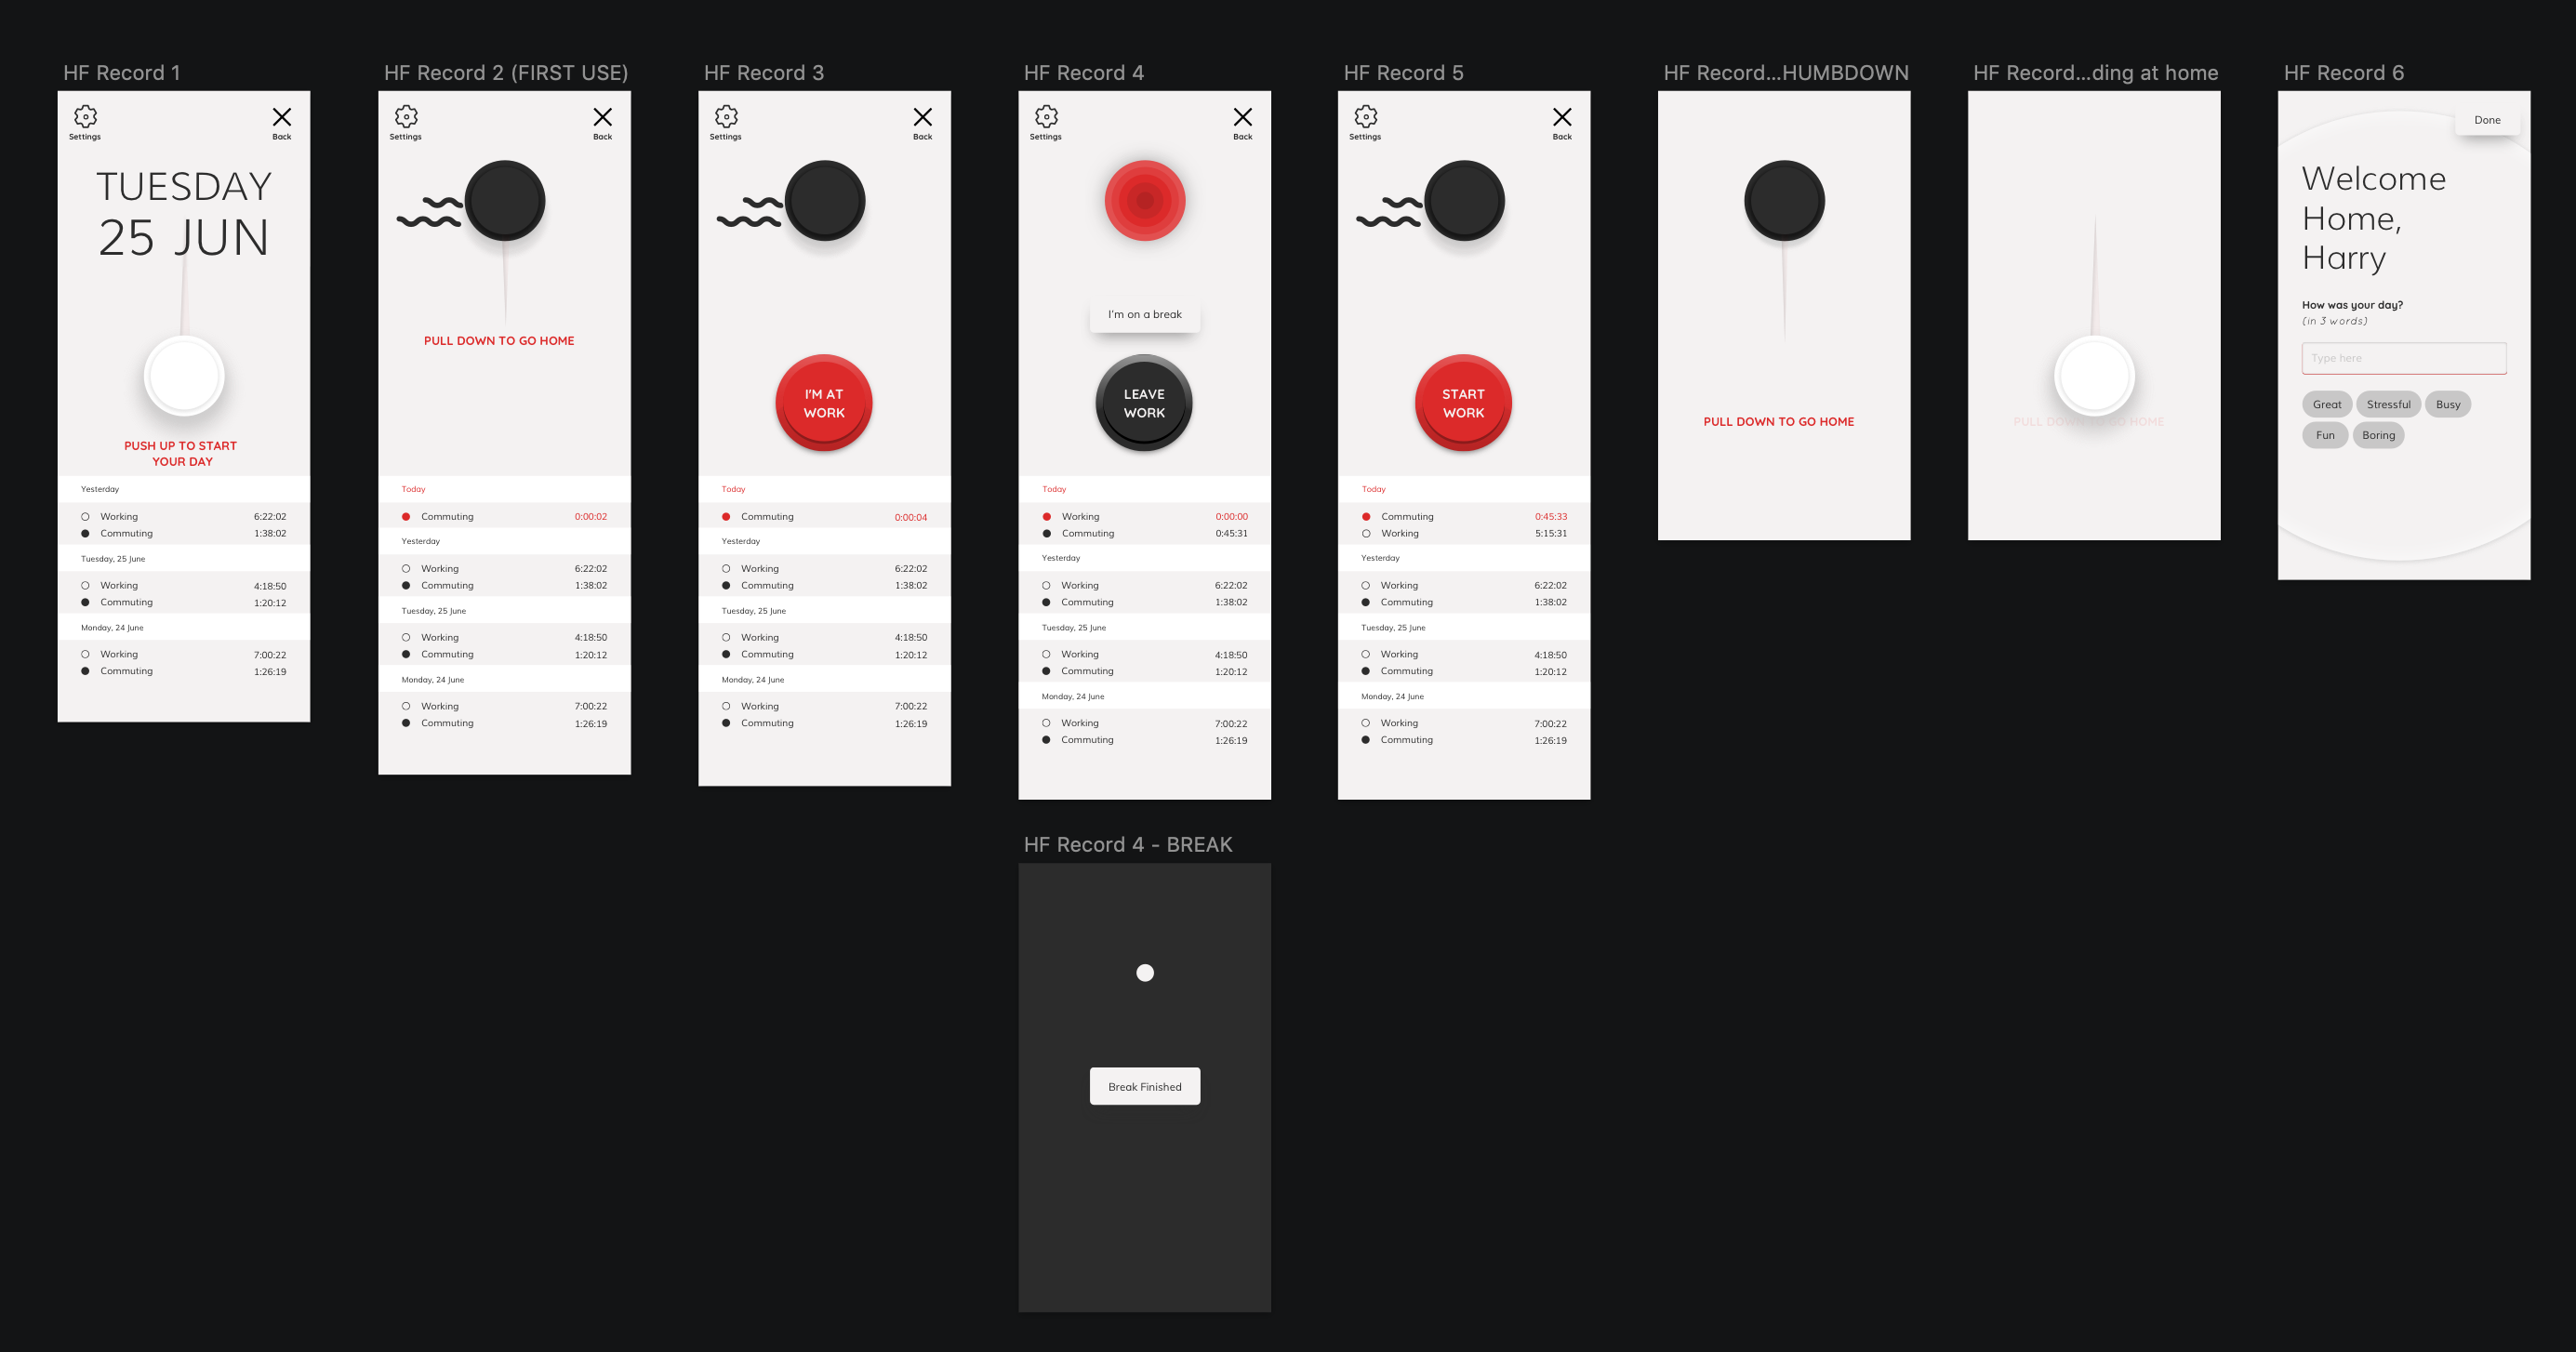 HF Record 1
Settings
Back
TUESDAY
25 JUN
PUSH UP TO START
YOUR DAY
Yesterday
Working 6:22:02
Commuting 1:38:02
Tuesday, 25 June
Working 4:18:50
Commuting 1:20:12
Monday, 24 June
Working 7:00:22
Commuting 1:26:19
HF Record 2 (FIRST USE)
Settings
Back
PULL DOWN TO GO HOME
Today
Commuting 0:00:02
Yesterday
Working 6:22:02
Commuting 1:38:02
Tuesday, 25 June
Working 4:18:50
Commuting 1:20:12
Monday, 24 June
Working 7:00:22
Commuting 1:26:19
HF Record 3
Settings
Back
I'M AT
WORK
Today
Commuting 0:00:04
Yesterday
Working 6:22:02
Commuting 1:38:02
Tuesday, 25 June
Working 4:18:50
Commuting 1:20:12
Monday, 24 June
Working 7:00:22
Commuting 1:26:19
HF Record 4
Settings
Back
I'm on a break
LEAVE
WORK
Today
Working 0:00:00
Commuting 0:45:31
Yesterday
Working 6:22:02
Commuting 1:38:02
Tuesday, 25 June
Working 4:18:50
Commuting 1:20:12
Monday, 24 June
Working 7:00:22
Commuting 1:26:19
HF Record 4 - BREAK
Break Finished
HF Record 5
Settings
Back
START
WORK
Today
Commuting 0:45:33
Working 5:15:31
Yesterday
Working 6:22:02
Commuting 1:38:02
Tuesday, 25 June
Working 4:18:50
Commuting 1:20:12
Monday, 24 June
Working 7:00:22
Commuting 1:26:19
HF Record...HUMBDOWN
PULL DOWN TO GO HOME
HF Record...ding at home
PULL DOWN TO GO HOME
HF Record 6
Done
Welcome
Home,
Harry
How was your day?
(in 3 words)
Type here
Great Stressful Busy
Fun Boring